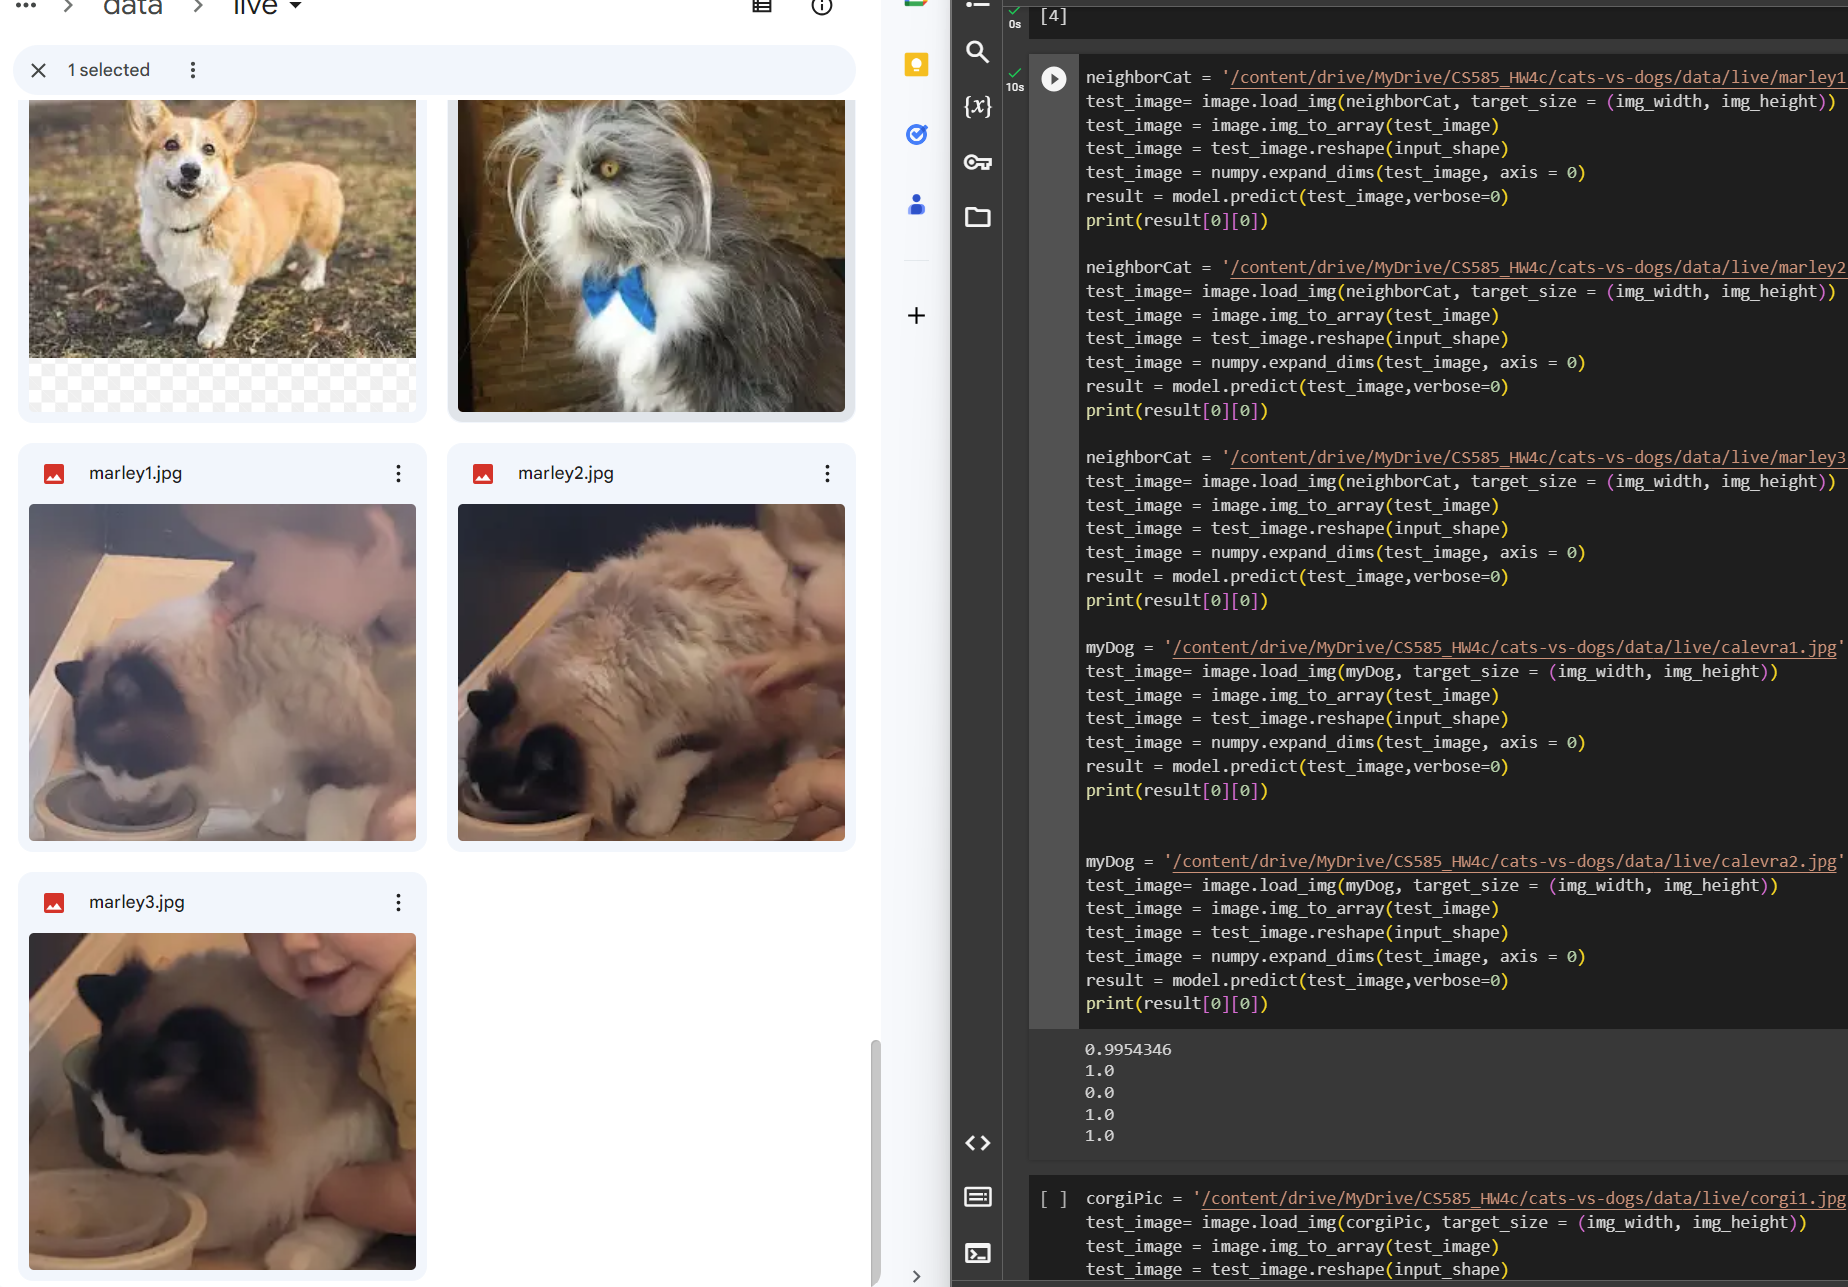 data
live
1 selected
marley1.jpg
marley2.jpg
marley3.jpg
{x}
0s
[4]
10s
neighborCat = '/content/drive/MyDrive/CS585_HW4c/cats-vs-dogs/data/live/marley1
test_image= image.load_img(neighborCat, target_size = (img_width, img_height))
test_image = image.img_to_array(test_image)
test_image = test_image.reshape(input_shape)
test_image = numpy.expand_dims(test_image, axis = 0)
result = model.predict(test_image,verbose=0)
print(result[0][0])
neighborCat = '/content/drive/MyDrive/CS585_HW4c/cats-vs-dogs/data/live/marley2
test_image= image.load_img(neighborCat, target_size = (img_width, img_height))
test_image = image.img_to_array(test_image)
test_image = test_image.reshape(input_shape)
test_image = numpy.expand_dims(test_image, axis = 0)
result = model.predict(test_image,verbose=0)
print(result[0][0])
neighborCat = '/content/drive/MyDrive/CS585_HW4c/cats-vs-dogs/data/live/marley3
test_image= image.load_img(neighborCat, target_size = (img_width, img_height))
test_image = image.img_to_array(test_image)
test_image = test_image.reshape(input_shape)
test_image = numpy.expand_dims(test_image, axis = 0)
result = model.predict(test_image,verbose=0)
print(result[0][0])
myDog = '/content/drive/MyDrive/CS585_HW4c/cats-vs-dogs/data/live/calevra1.jpg'
test_image= image.load_img(myDog, target_size = (img_width, img_height))
test_image = image.img_to_array(test_image)
test_image = test_image.reshape(input_shape)
test_image = numpy.expand_dims(test_image, axis = 0)
result = model.predict(test_image,verbose=0)
print(result[0][0])
myDog = '/content/drive/MyDrive/CS585_HW4c/cats-vs-dogs/data/live/calevra2.jpg'
test_image= image.load_img(myDog, target_size = (img_width, img_height))
test_image = image.img_to_array(test_image)
test_image = test_image.reshape(input_shape)
test_image = numpy.expand_dims(test_image, axis = 0)
result = model.predict(test_image,verbose=0)
print(result[0][0])
0.9954346
1.0
0.0
1.0
1.0
[ ] corgiPic = '/content/drive/MyDrive/CS585_HW4c/cats-vs-dogs/data/live/corgi1.jpg
test_image= image.load_img(corgiPic, target_size = (img_width, img_height))
test_image = image.img_to_array(test_image)
test_image = test_image.reshape(input_shape)